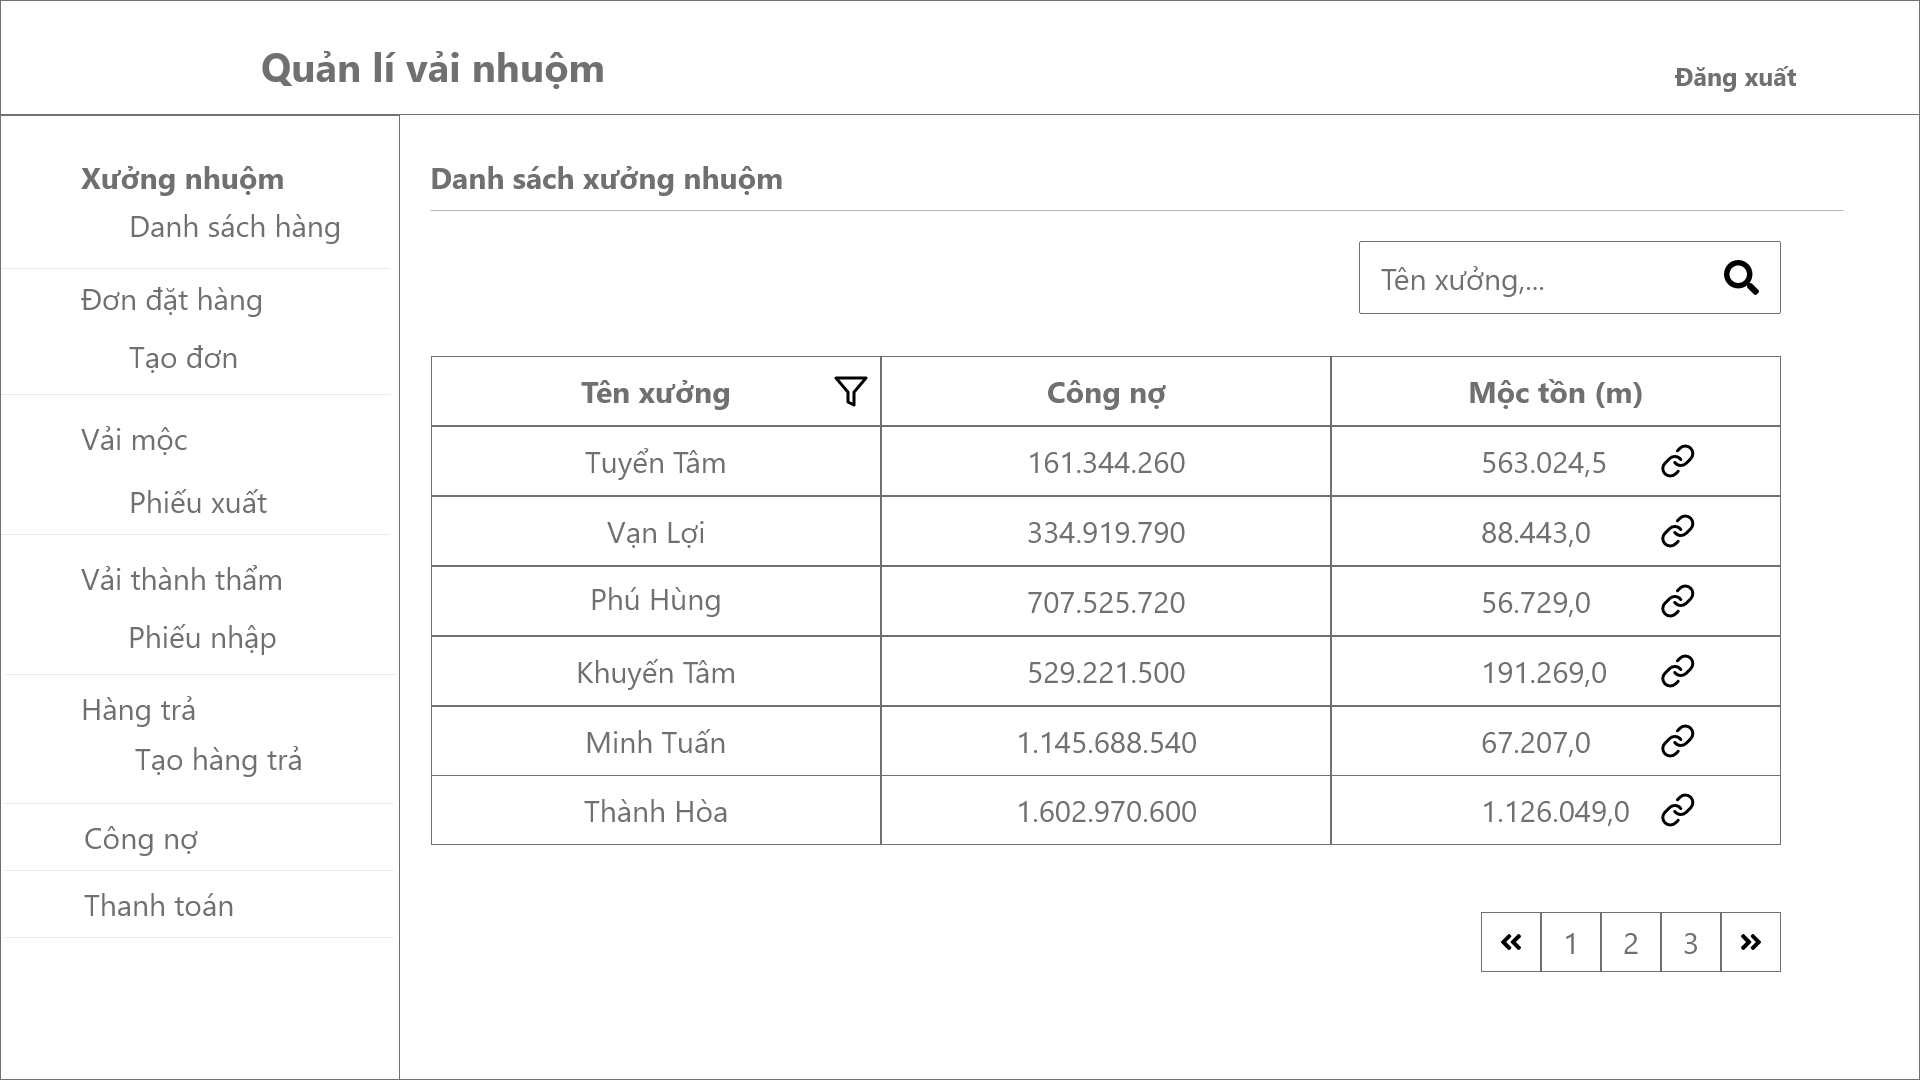 Quản lí vải nhuộm
Đăng xuất
Xưởng nhuộm
Danh sách hàng
Đơn đặt hàng
Tạo đơn
Vải mộc
Phiếu xuất
Vải thành thẩm
Phiếu nhập
Hàng trả
Tạo hàng trả
Công nợ
Thanh toán
Danh sách xưởng nhuộm
Tên xưởng,...
Tên xưởng Công nợ Mộc tồn (m)
Tuyển Tâm 161.344.260 563.024,5
Vạn Lợi 334.919.790 88.443,0
Phú Hùng 707.525.720 56.729,0
Khuyến Tâm 529.221.500 191.269,0
Minh Tuấn 1.145.688.540 67.207,0
Thành Hòa 1.602.970.600 1.126.049,0
« 1 2 3 »